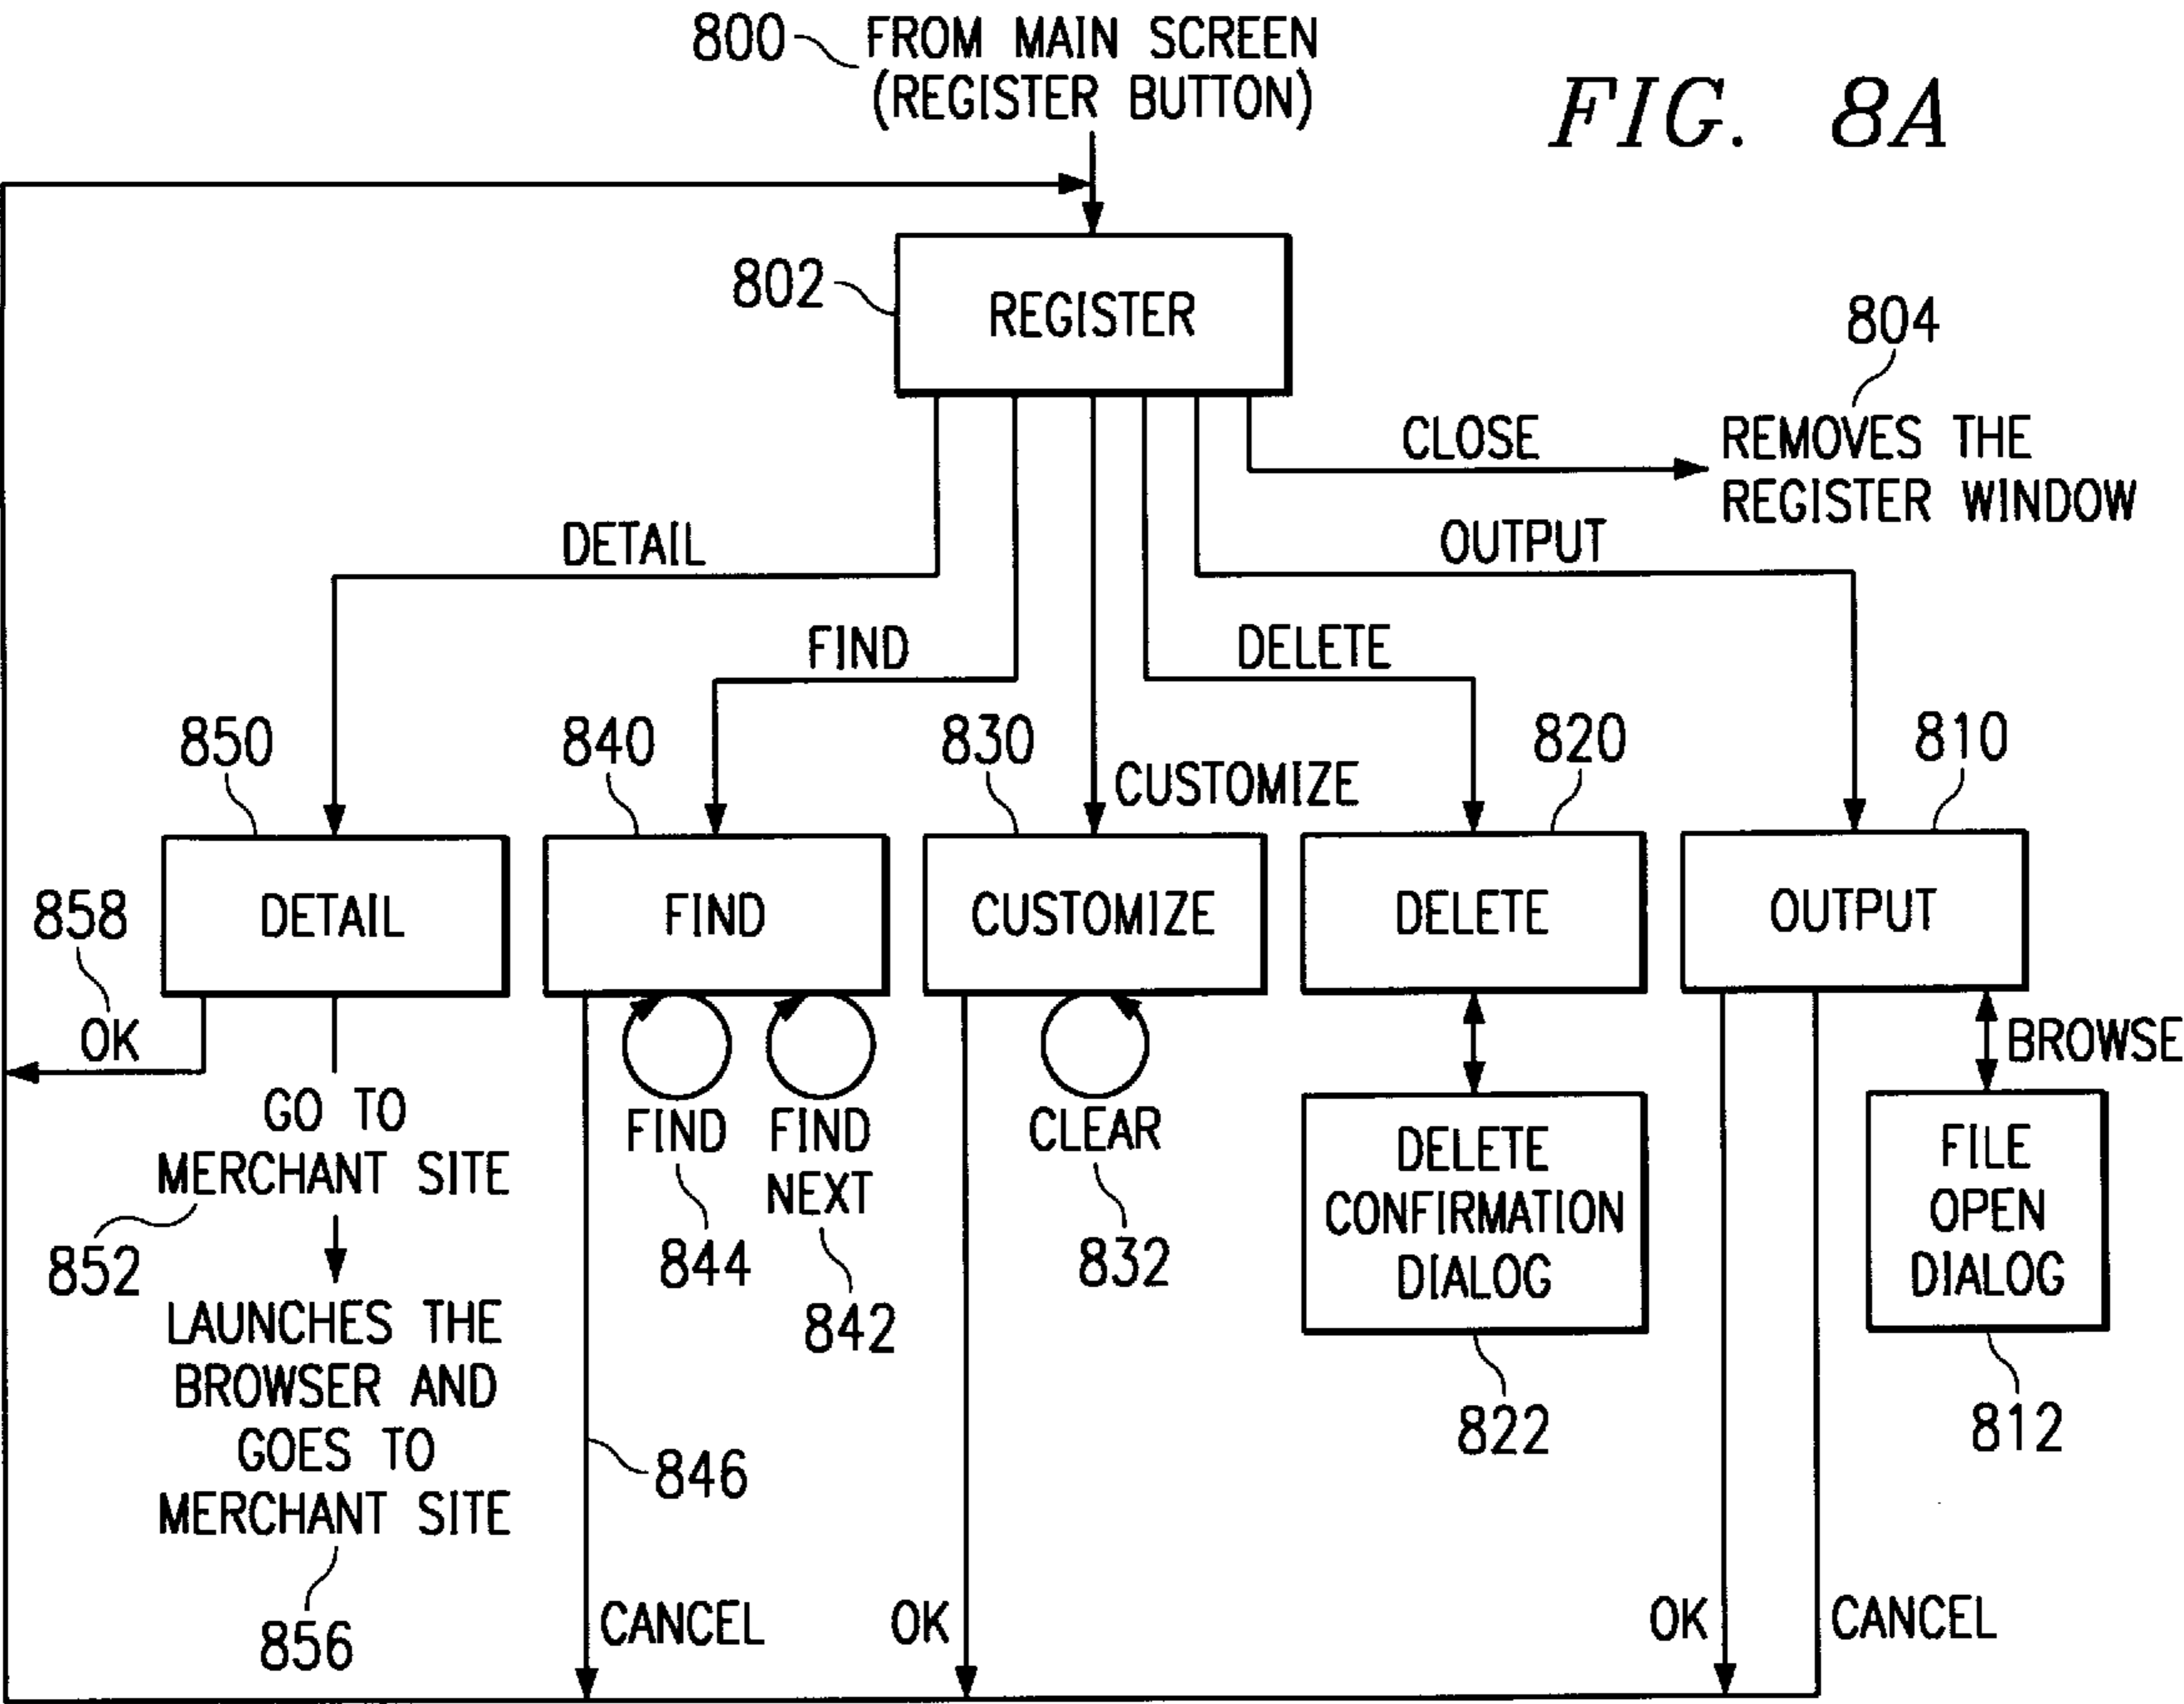 800
FROM MAIN SCREEN
(REGISTER BUTTON)
FIG. 8A
802
REGISTER
804
CLOSE
REMOVES THE
REGISTER WINDOW
DETAIL
OUTPUT
FIND
DELETE
850
840
830
CUSTOMIZE
820
810
858
DETAIL
FIND
CUSTOMIZE
DELETE
OUTPUT
OK
BROWSE
GO TO
MERCHANT SITE
852
FIND
844
FIND
NEXT
842
CLEAR
832
DELETE
CONFIRMATION
DIALOG
822
FILE
OPEN
DIALOG
812
LAUNCHES THE
BROWSER AND
GOES TO
MERCHANT SITE
856
846
CANCEL
OK
OK
CANCEL